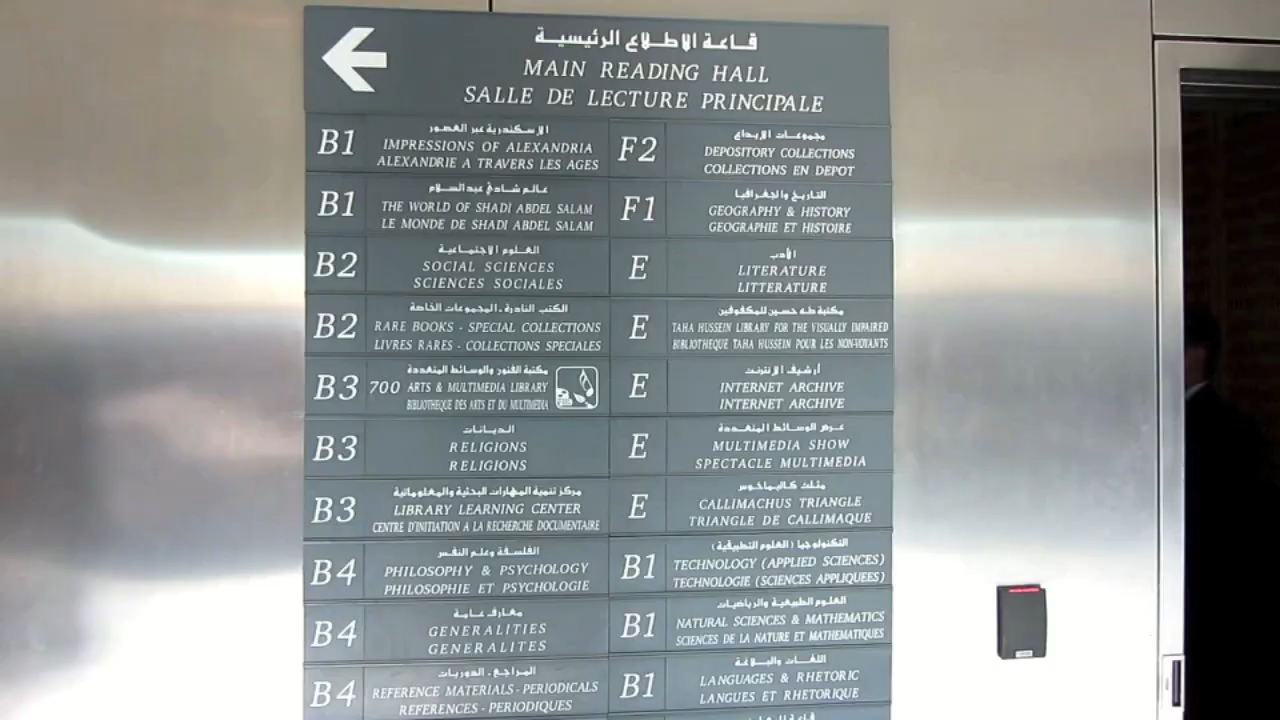 قاعة الاطلاع الرئيسية
MAIN READING HALL
SALLE DE LECTURE PRINCIPALE
B1
الاسكندرية عبر العصور
IMPRESSIONS OF ALEXANDRIA
ALEXANDRIE A TRAVERS LES AGES
B1
عالم شادي عبد السلام
THE WORLD OF SHADI ABDEL SALAM
LE MONDE DE SHADI ABDEL SALAM
B2
العلوم الاجتماعية
SOCIAL SCIENCES
SCIENCES SOCIALES
B2
الكتب النادرة - المجموعات الخاصة
RARE BOOKS - SPECIAL COLLECTIONS
LIVRES RARES - COLLECTIONS SPECIALES
B3
700
مكتبة الفنون والوسائط المتعددة
ARTS & MULTIMEDIA LIBRARY
BIBLIOTHEQUE DES ARTS ET DU MULTIMEDIA
B3
الديانات
RELIGIONS
RELIGIONS
B3
مركز تنمية المهارات البحثية والمعلوماتية
LIBRARY LEARNING CENTER
CENTRE D'INITIATION A LA RECHERCHE DOCUMENTAIRE
B4
الفلسفة وعلم النفس
PHILOSOPHY & PSYCHOLOGY
PHILOSOPHIE ET PSYCHOLOGIE
B4
معارف عامة
GENERALITIES
GENERALITES
B4
المراجع - الدوريات
REFERENCE MATERIALS - PERIODICALS
REFERENCES - PERIODIQUES
F2
مجموعات الايداع
DEPOSITORY COLLECTIONS
COLLECTIONS EN DEPOT
F1
التاريخ والجغرافيا
GEOGRAPHY & HISTORY
GEOGRAPHIE ET HISTOIRE
E
الأدب
LITERATURE
LITTERATURE
E
مكتبة طه حسين للمكفوفين
TAHA HUSSEIN LIBRARY FOR THE VISUALLY IMPAIRED
BIBLIOTHEQUE TAHA HUSSEIN POUR LES NON-VOYANTS
E
أرشيف الانترنت
INTERNET ARCHIVE
INTERNET ARCHIVE
E
عرض الوسائط المتعددة
MULTIMEDIA SHOW
SPECTACLE MULTIMEDIA
E
مثلث كاليماخوس
CALLIMACHUS TRIANGLE
TRIANGLE DE CALLIMAQUE
B1
التكنولوجيا (العلوم التطبيقية)
TECHNOLOGY (APPLIED SCIENCES)
TECHNOLOGIE (SCIENCES APPLIQUEES)
B1
العلوم الطبيعية والرياضيات
NATURAL SCIENCES & MATHEMATICS
SCIENCES DE LA NATURE ET MATHEMATIQUES
B1
اللغات والبلاغة
LANGUAGES & RHETORIC
LANGUES ET RHETORIQUE